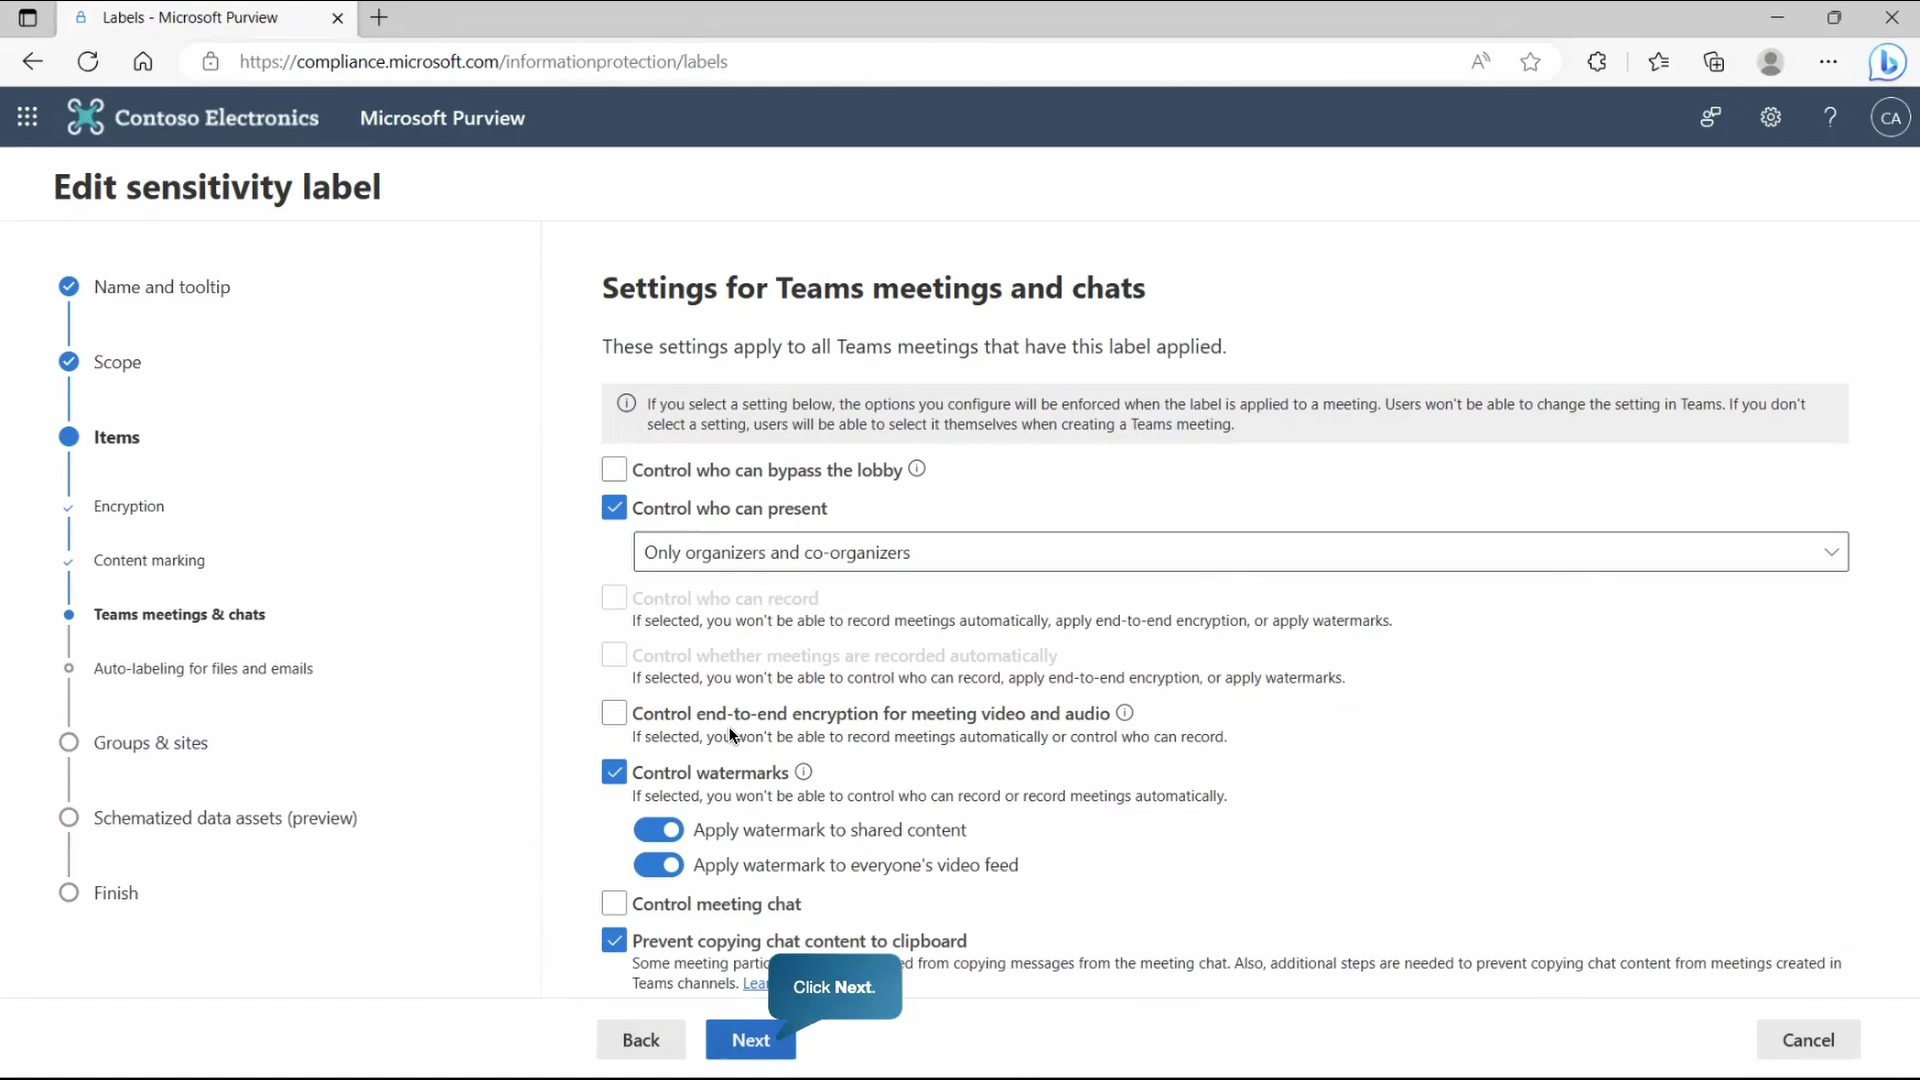 Labels - Microsoft Purview
https://compliance.microsoft.com/informationprotection/labels
Contoso Electronics
Microsoft Purview
CA
Edit sensitivity label
Name and tooltip
Scope
Items
Encryption
Content marking
Teams meetings & chats
Auto-labeling for files and emails
Groups & sites
Schematized data assets (preview)
Finish
Settings for Teams meetings and chats
These settings apply to all Teams meetings that have this label applied.
If you select a setting below, the options you configure will be enforced when the label is applied to a meeting. Users won't be able to change the setting in Teams. If you don't
select a setting, users will be able to select it themselves when creating a Teams meeting.
Control who can bypass the lobby
Control who can present
Only organizers and co-organizers
Control who can record
If selected, you won't be able to record meetings automatically, apply end-to-end encryption, or apply watermarks.
Control whether meetings are recorded automatically
If selected, you won't be able to control who can record, apply end-to-end encryption, or apply watermarks.
Control end-to-end encryption for meeting video and audio
If selected, you won't be able to record meetings automatically or control who can record.
Control watermarks
If selected, you won't be able to control who can record or record meetings automatically.
Apply watermark to shared content
Apply watermark to everyone's video feed
Control meeting chat
Prevent copying chat content to clipboard
Some meeting from copying messages from the meeting chat. Also, additional steps are needed to prevent copying chat content from meetings created in
Teams channels.
Click Next.
Back
Next
Cancel